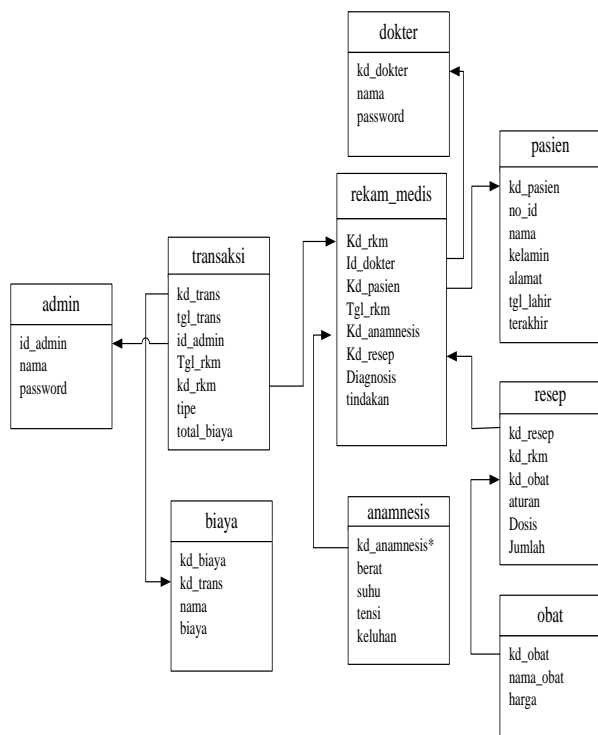 dokter
kd_dokter
nama
password
pasien
kd_pasien
no_id
nama
kelamin
alamat
tgl_lahir
terakhir
rekam_medis
Kd_rkm
Id_dokter
Kd_pasien
Tgl_rkm
Kd_anamnesis
Kd_resep
Diagnosis
tindakan
transaksi
kd_trans
tgl_trans
id_admin
Tgl_rkm
kd_rkm
tipe
total_biaya
admin
id_admin
nama
password
resep
kd_resep
kd_rkm
kd_obat
aturan
Dosis
Jumlah
biaya
kd_biaya
kd_trans
nama
biaya
anamnesis
kd_anamnesis*
berat
suhu
tensi
keluhan
obat
kd_obat
nama_obat
harga